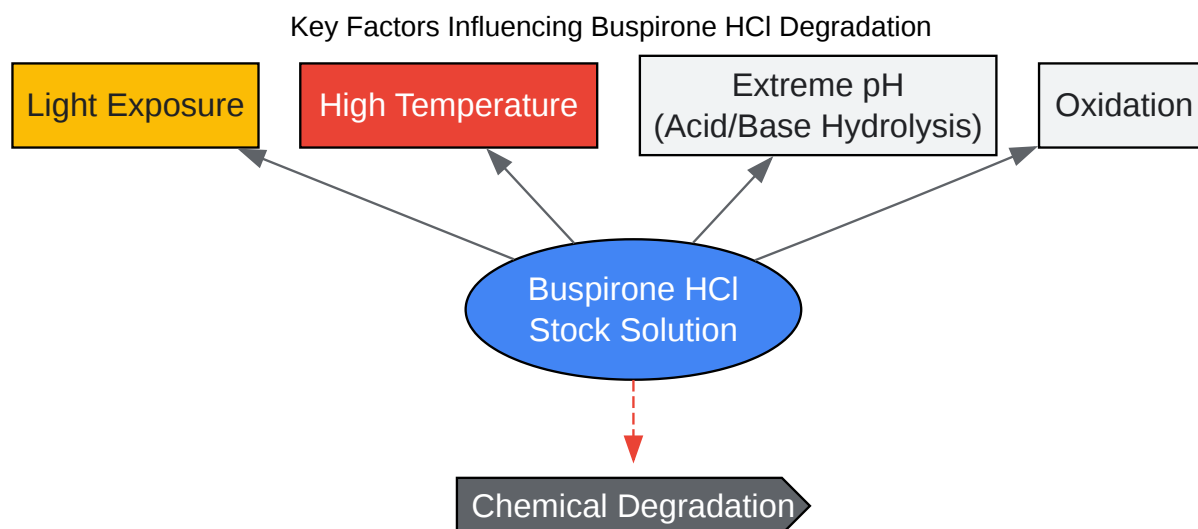 Key Factors Influencing Buspirone HCl Degradation
Light Exposure
High Temperature
Extreme pH
(Acid/Base Hydrolysis)
Oxidation
Buspirone HCl
Stock Solution
Chemical Degradation